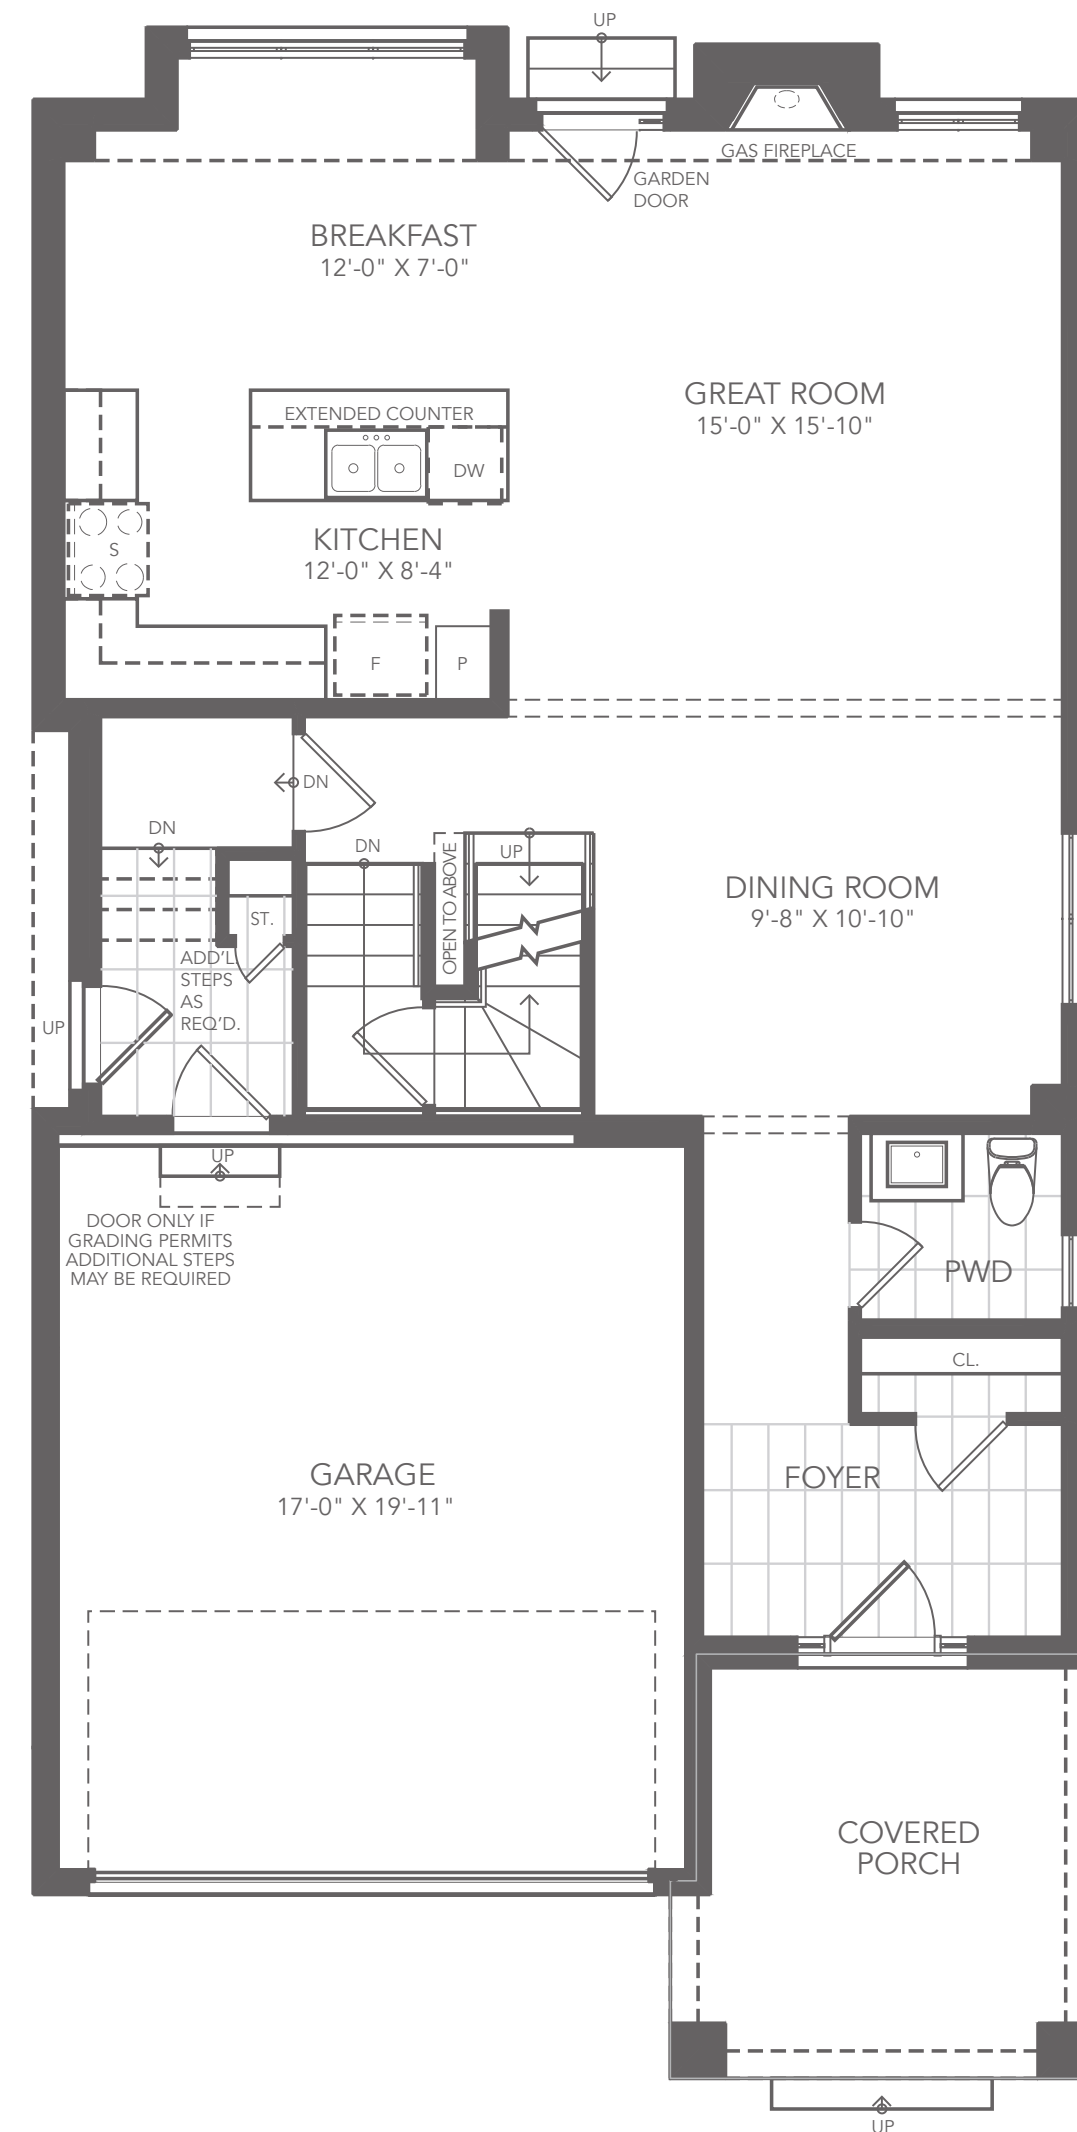 UP
GAS FIREPLACE
GARDEN
DOOR
BREAKFAST
12'-0" X 7'-0"
GREAT ROOM
15'-0" X 15'-10"
EXTENDED COUNTER
DW
KITCHEN
12'-0" X 8'-4"
S
F
P
DN
DN
DN
UP
OPEN TO ABOVE
DINING ROOM
9'-8" X 10'-10"
ST.
ADD'L
STEPS
AS
REQ'D.
UP
UP
DOOR ONLY IF
GRADING PERMITS
ADDITIONAL STEPS
MAY BE REQUIRED
PWD
CL.
FOYER
GARAGE
17'-0" X 19'-11"
COVERED
PORCH
UP